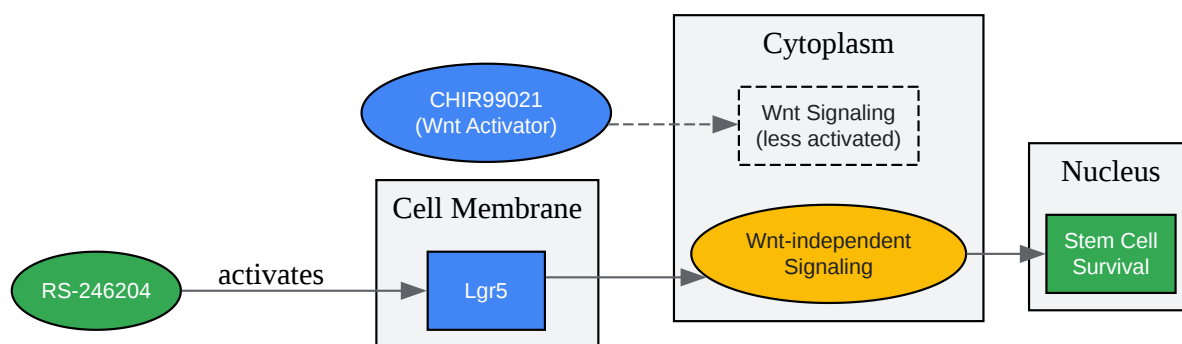 Cytoplasm
CHIR99021
(Wnt Activator)
Wnt Signaling
(less activated)
Nucleus
Cell Membrane
Wnt-independent
Signaling
Stem Cell
Survival
RS-246204
activates
Lgr5